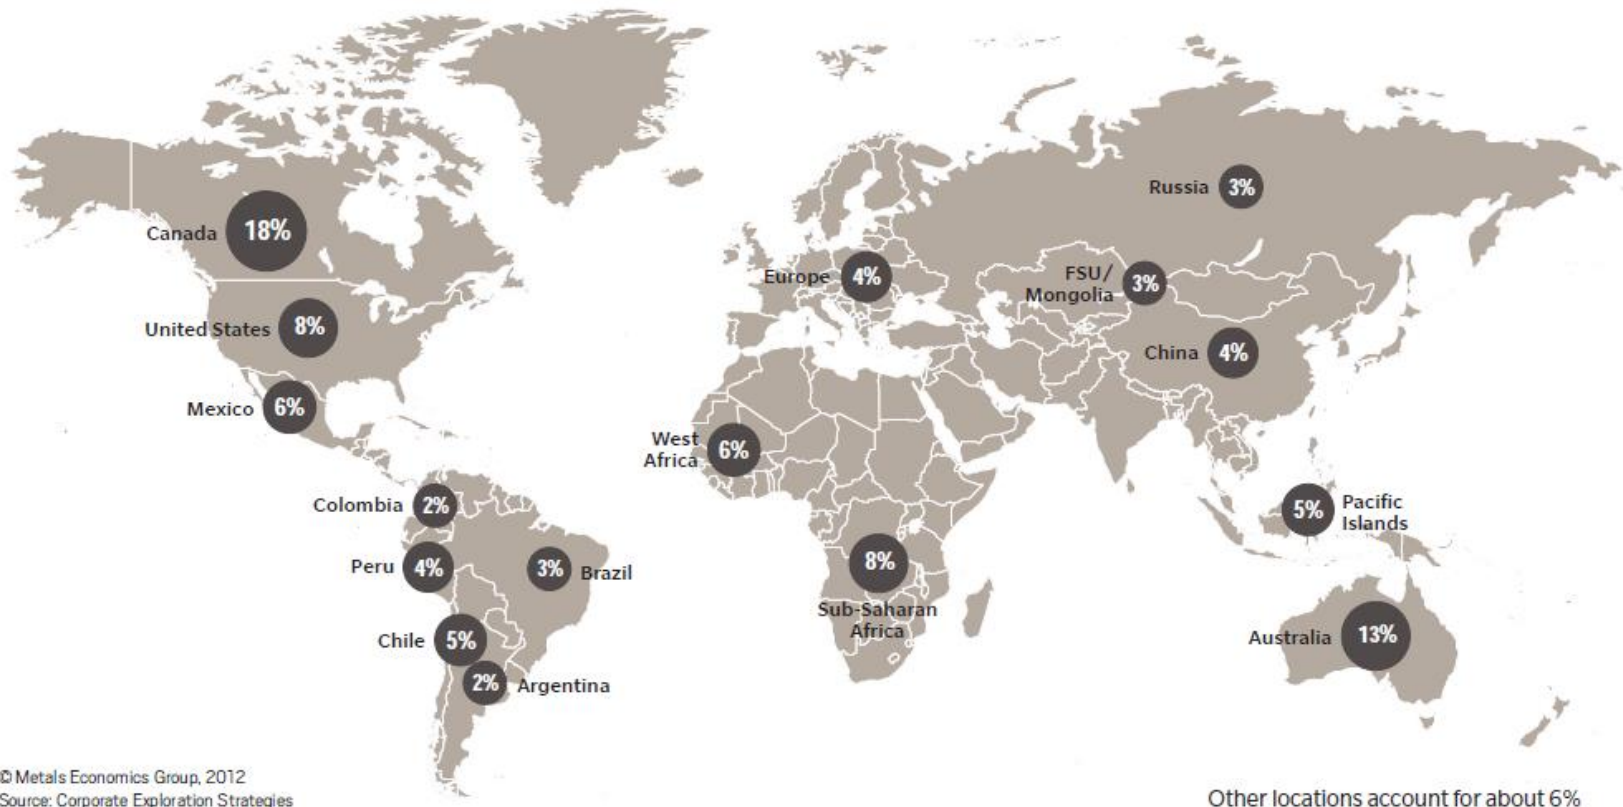 Russia 3%
Canada 18%
Europe 4%
FSU/
Mongolia 3%
United States 8%
China 4%
Mexico 6%
West
Africa 6%
Colombia 2%
Pacific
Islands 5%
Peru 4%
3% Brazil
8%
Sub-Saharan
Africa
Chile 5%
Australia 13%
2% Argentina
© Metals Economics Group, 2012
Source: Corporate Exploration Strategies
Other locations account for about 6%